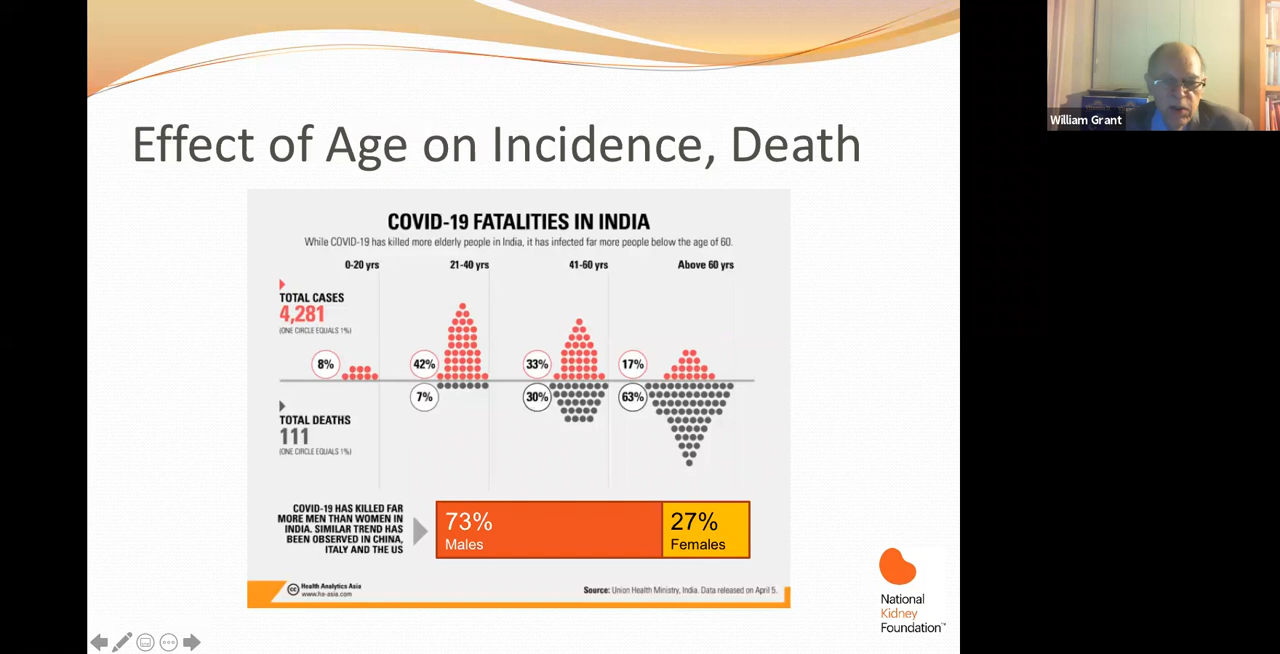 Effect of Age on Incidence, Death
COVID-19 FATALITIES IN INDIA
While COVID-19 has killed more elderly people in India, it has infected far more people below the age of 60.
0-20 yrs
21-40 yrs
41-60 yrs
Above 60 yrs
TOTAL CASES
4,281
(ONE CIRCLE EQUALS 1%)
8%
42%
33%
17%
7%
30%
63%
TOTAL DEATHS
111
(ONE CIRCLE EQUALS 1%)
COVID-19 HAS KILLED FAR
MORE MEN THAN WOMEN IN
INDIA. SIMILAR TREND HAS
BEEN OBSERVED IN CHINA,
ITALY AND THE US
73%
Males
27%
Females
cc Health Analytics Asia
www.ha-asia.com
Source: Union Health Ministry, India. Data released on April 5.
National
Kidney
Foundation™
William Grant